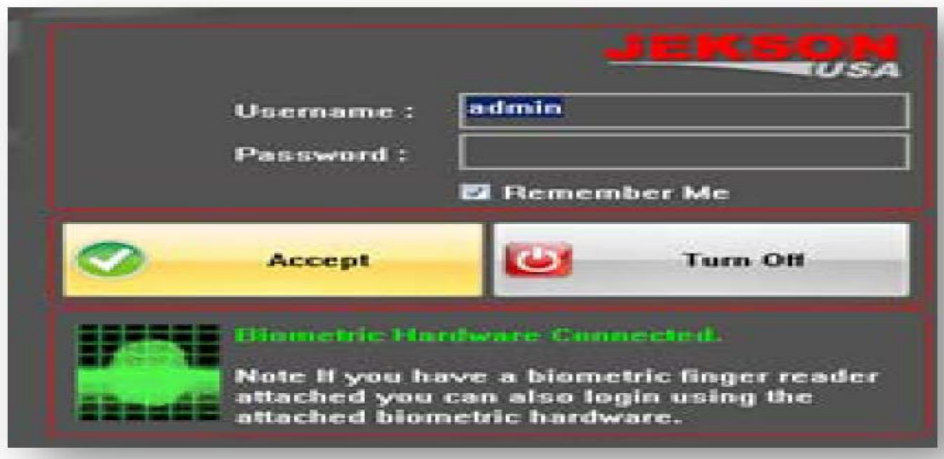 JEKSON
USA
Username : admin
Password :
Remember Me
Accept Turn Off
Biometric Hardware Connected.
Note If you have a biometric finger reader
attached you can also login using the
attached biometric hardware.